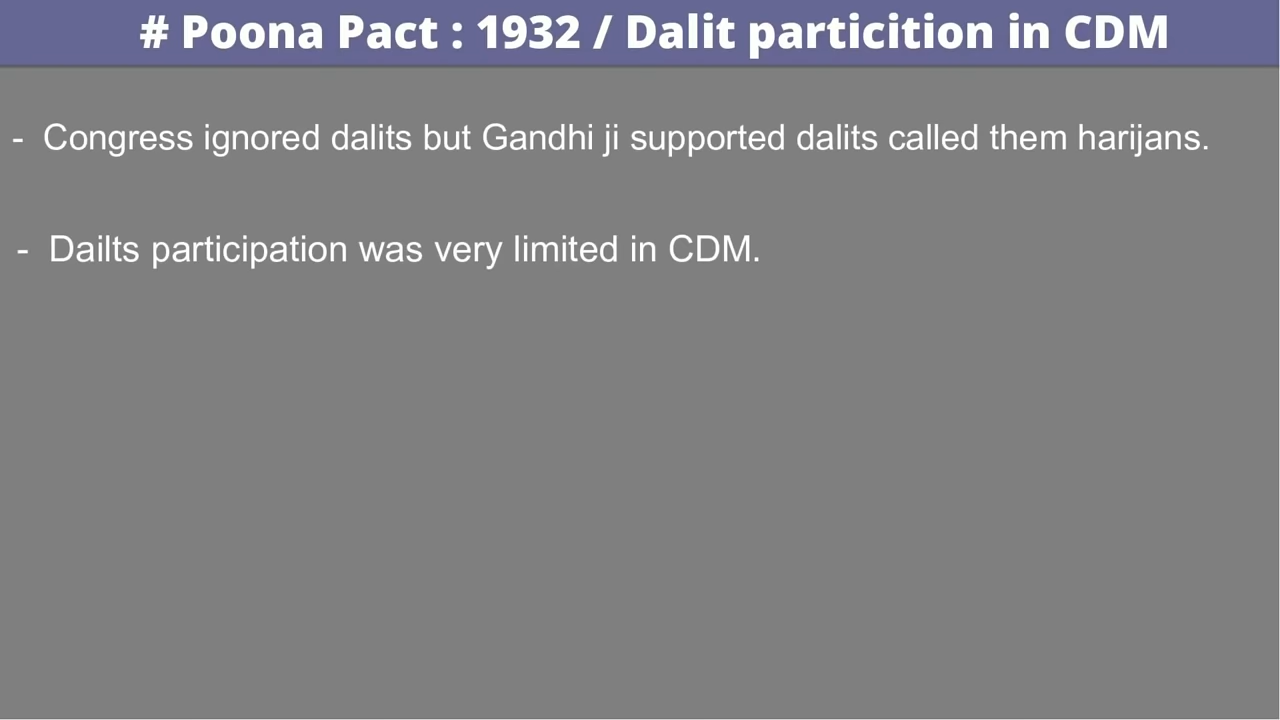 # Poona Pact : 1932 / Dalit particition in CDM
- Congress ignored dalits but Gandhi ji supported dalits called them harijans.
- Dailts participation was very limited in CDM.